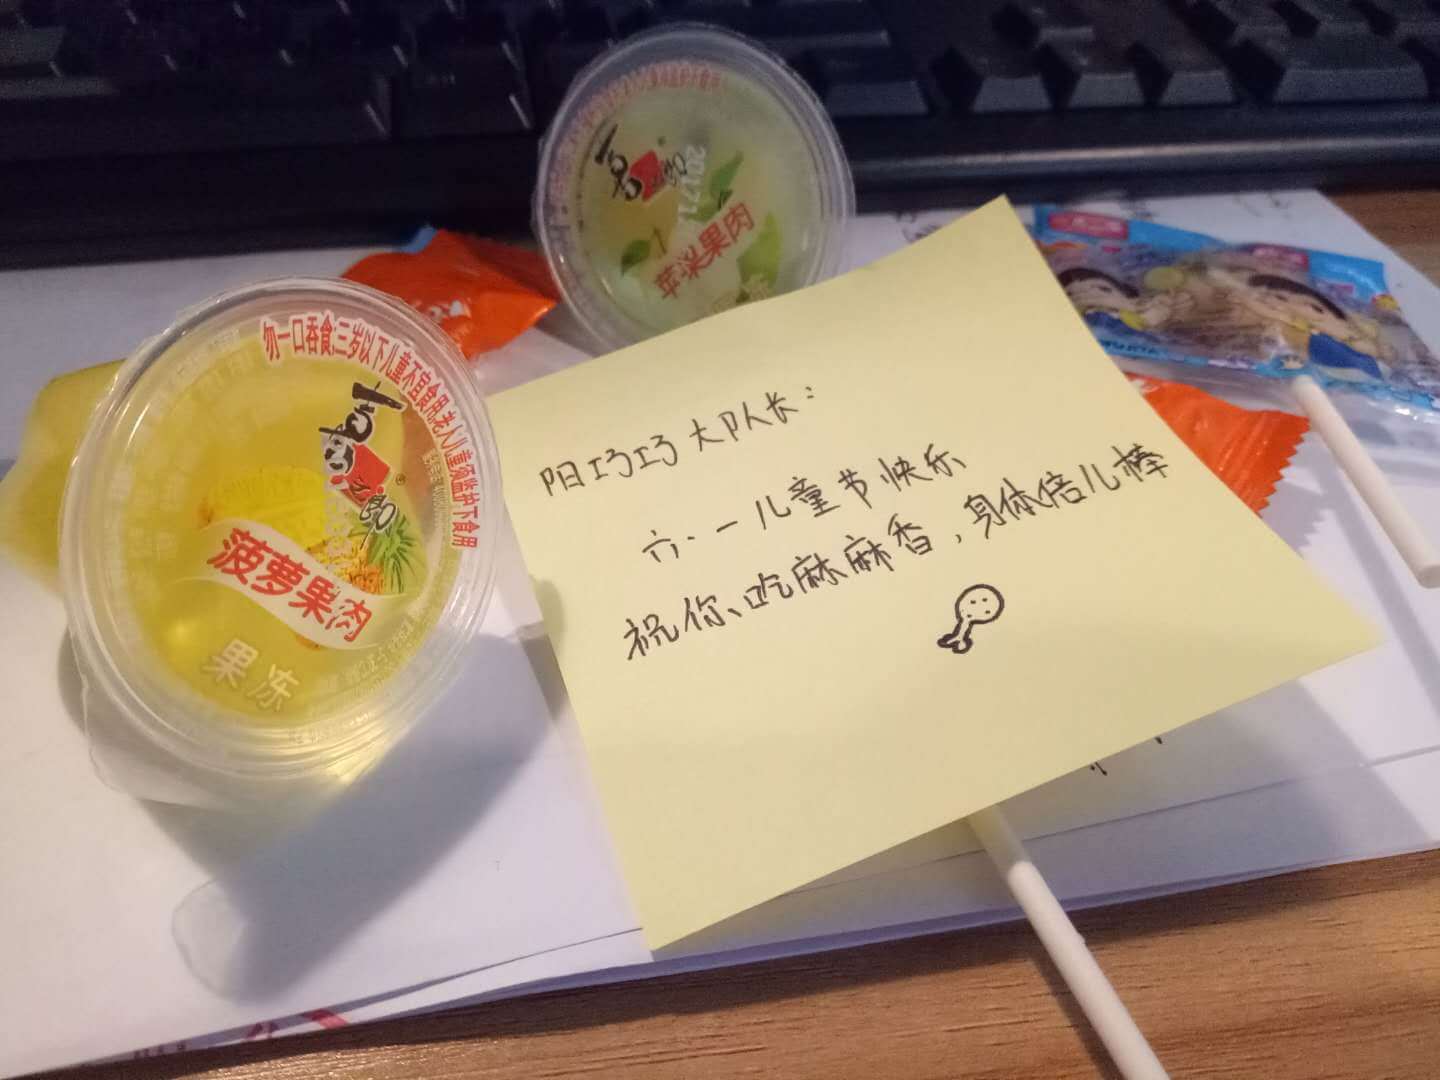 阳巧巧大队长：
六·一儿童节快乐
祝你、吃麻麻香，身体倍儿棒
勿一口吞食;三岁以下儿童不宜食用,老人儿童须监护下食用
喜之郎®
菠萝果肉
果冻
喜之郎
苹果果肉